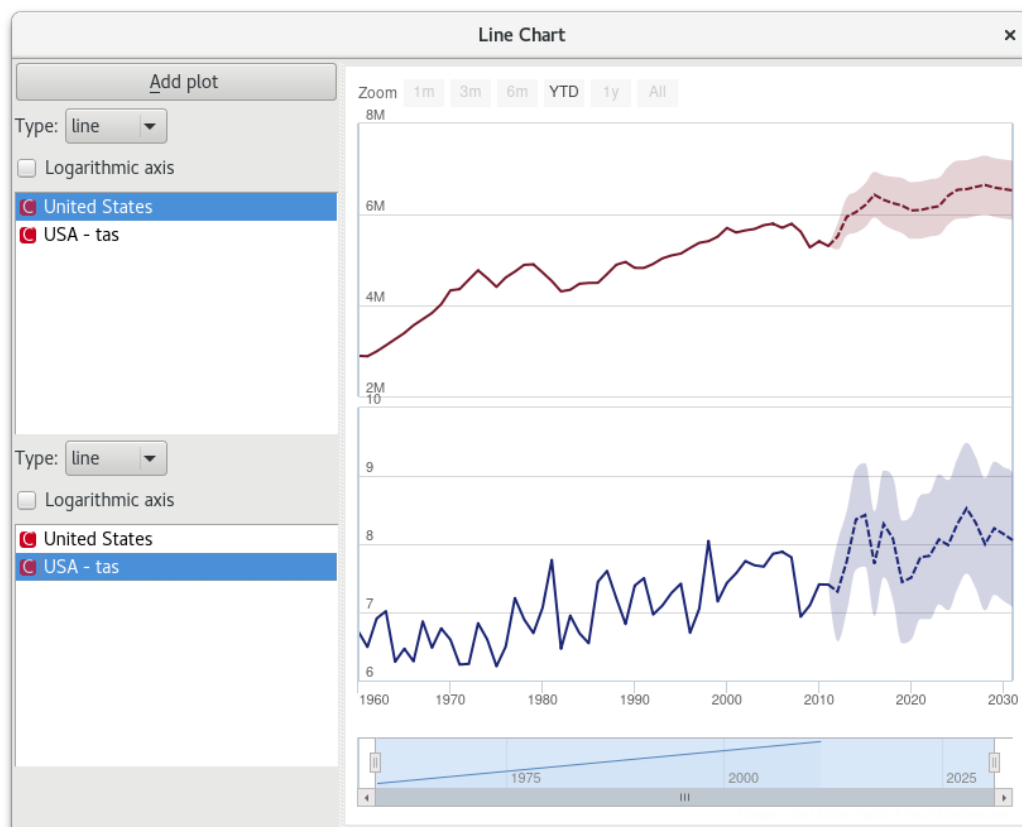 Line Chart ×
Add plot
Type: line
Logarithmic axis
United States
USA - tas
Type: line
Logarithmic axis
United States
USA - tas
Zoom 1m 3m 6m YTD 1y All
8M
6M
4M
2M
10
9
8
7
6
1960 1970 1980 1990 2000 2010 2020 2030
1975 2000 2025